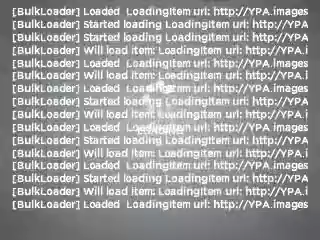 [BulkLoader] Loaded  LoadingItem url: http://YPA.images
[BulkLoader] Started loading LoadingItem url: http://YPA
[BulkLoader] Will load item: LoadingItem url: http://YPA.i
[BulkLoader] Started loading LoadingItem url: http://YPA
[BulkLoader] Loaded  LoadingItem url: http://YPA.images
[BulkLoader] Will load item: LoadingItem url: http://YPA.i
[BulkLoader] Loaded  LoadingItem url: http://YPA.images
[BulkLoader] Started loading LoadingItem url: http://YPA
[BulkLoader] Will load item: LoadingItem url: http://YPA.i
[BulkLoader] Loaded  LoadingItem url: http://YPA.images
[BulkLoader] Started loading LoadingItem url: http://YPA
[BulkLoader] Will load item: LoadingItem url: http://YPA.i
[BulkLoader] Loaded  LoadingItem url: http://YPA.images
[BulkLoader] Started loading LoadingItem url: http://YPA
[BulkLoader] Will load item: LoadingItem url: http://YPA.i
[BulkLoader] Loaded  LoadingItem url: http://YPA.images